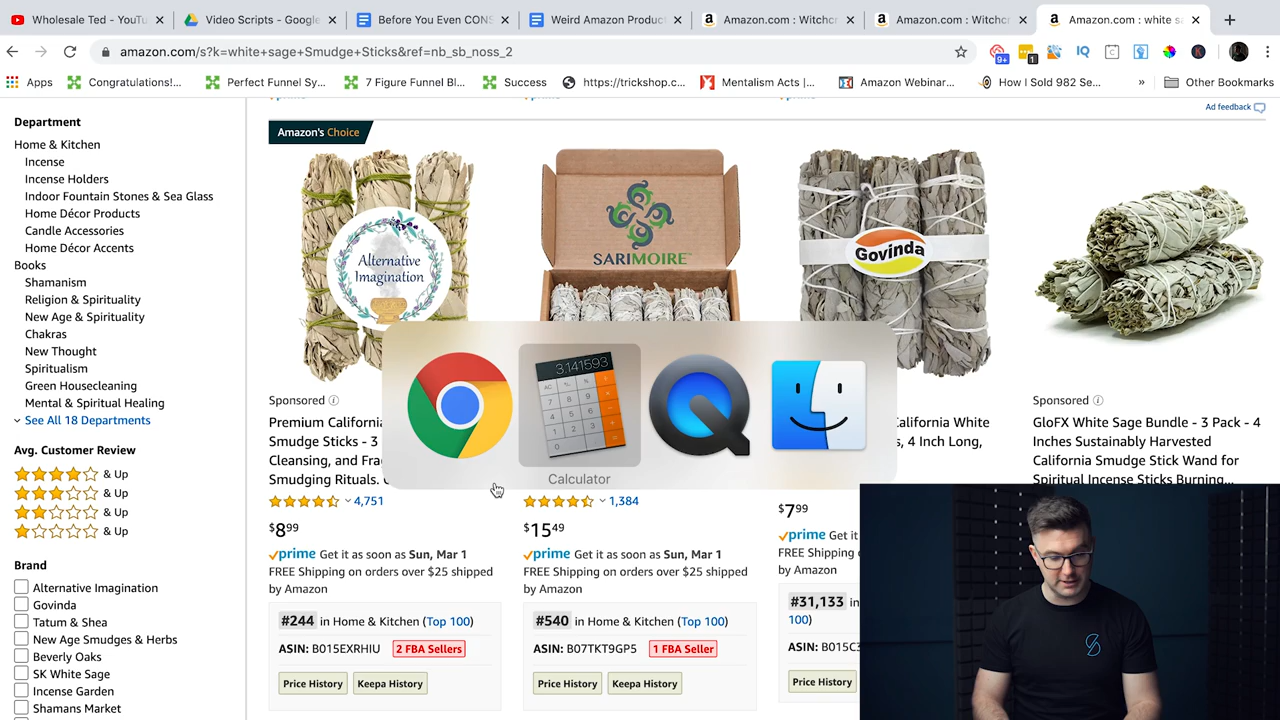 Wholesale Ted - YouTu
Video Scripts - Google
Before You Even CONS
Weird Amazon Produc
Amazon.com : Witchcr
Amazon.com : Witchcr
Amazon.com : white sa
amazon.com/s?k=white+sage+Smudge+Sticks&ref=nb_sb_noss_2
9+
1
IQ
C
K
Apps
Congratulations!...
Perfect Funnel Sy...
7 Figure Funnel Bl...
Success
https://trickshop.c...
Mentalism Acts |...
Amazon Webinar...
How I Sold 982 Se...
»
Other Bookmarks
Ad feedback
Department
Home & Kitchen
Incense
Incense Holders
Indoor Fountain Stones & Sea Glass
Home Décor Products
Candle Accessories
Home Décor Accents
Books
Shamanism
Religion & Spirituality
New Age & Spirituality
Chakras
New Thought
Spiritualism
Green Housecleaning
Mental & Spiritual Healing
See All 18 Departments
Avg. Customer Review
& Up
& Up
& Up
& Up
Brand
Alternative Imagination
Govinda
Tatum & Shea
New Age Smudges & Herbs
Beverly Oaks
SK White Sage
Incense Garden
Shamans Market
Amazon's Choice
Alternative
Imagination
SARIMOIRE
Govinda
3.141593
Calculator
Sponsored
Premium California
Smudge Sticks - 3
Cleansing, and Fra
Smudging Rituals.
4,751
$899
prime Get it as soon as Sun, Mar 1
FREE Shipping on orders over $25 shipped
by Amazon
#244 in Home & Kitchen (Top 100)
ASIN: B015EXRHIU
2 FBA Sellers
Price History
Keepa History
1,384
$1549
prime Get it as soon as Sun, Mar 1
FREE Shipping on orders over $25 shipped
by Amazon
#540 in Home & Kitchen (Top 100)
ASIN: B07TKT9GP5
1 FBA Seller
Price History
Keepa History
California White
, 4 Inch Long,
$799
prime Get it
FREE Shipping
by Amazon
#31,133 in
100)
ASIN: B015C3
Price History
Sponsored
GloFX White Sage Bundle - 3 Pack - 4
Inches Sustainably Harvested
California Smudge Stick Wand for
Spiritual Incense Sticks Burning...